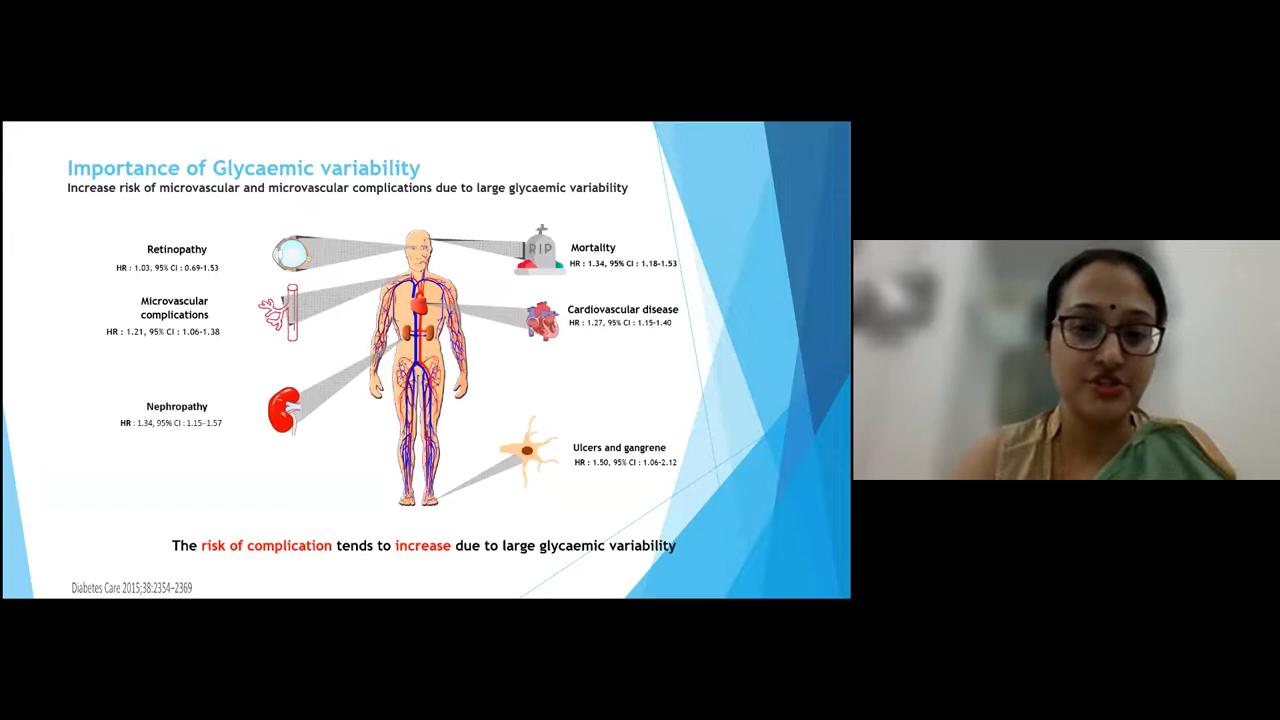 Importance of Glycaemic variability
Increase risk of microvascular and microvascular complications due to large glycaemic variability
Retinopathy
HR : 1.03, 95% CI : 0.69-1.53
Microvascular
complications
HR : 1.21, 95% CI : 1.06-1.38
Nephropathy
HR : 1.34, 95% CI : 1.15-1.57
RIP
Mortality
HR : 1.34, 95% CI : 1.18-1.53
Cardiovascular disease
HR : 1.27, 95% CI : 1.15-1.40
Ulcers and gangrene
HR : 1.50, 95% CI : 1.06-2.12
The risk of complication tends to increase due to large glycaemic variability
Diabetes Care 2015;38:2354–2369